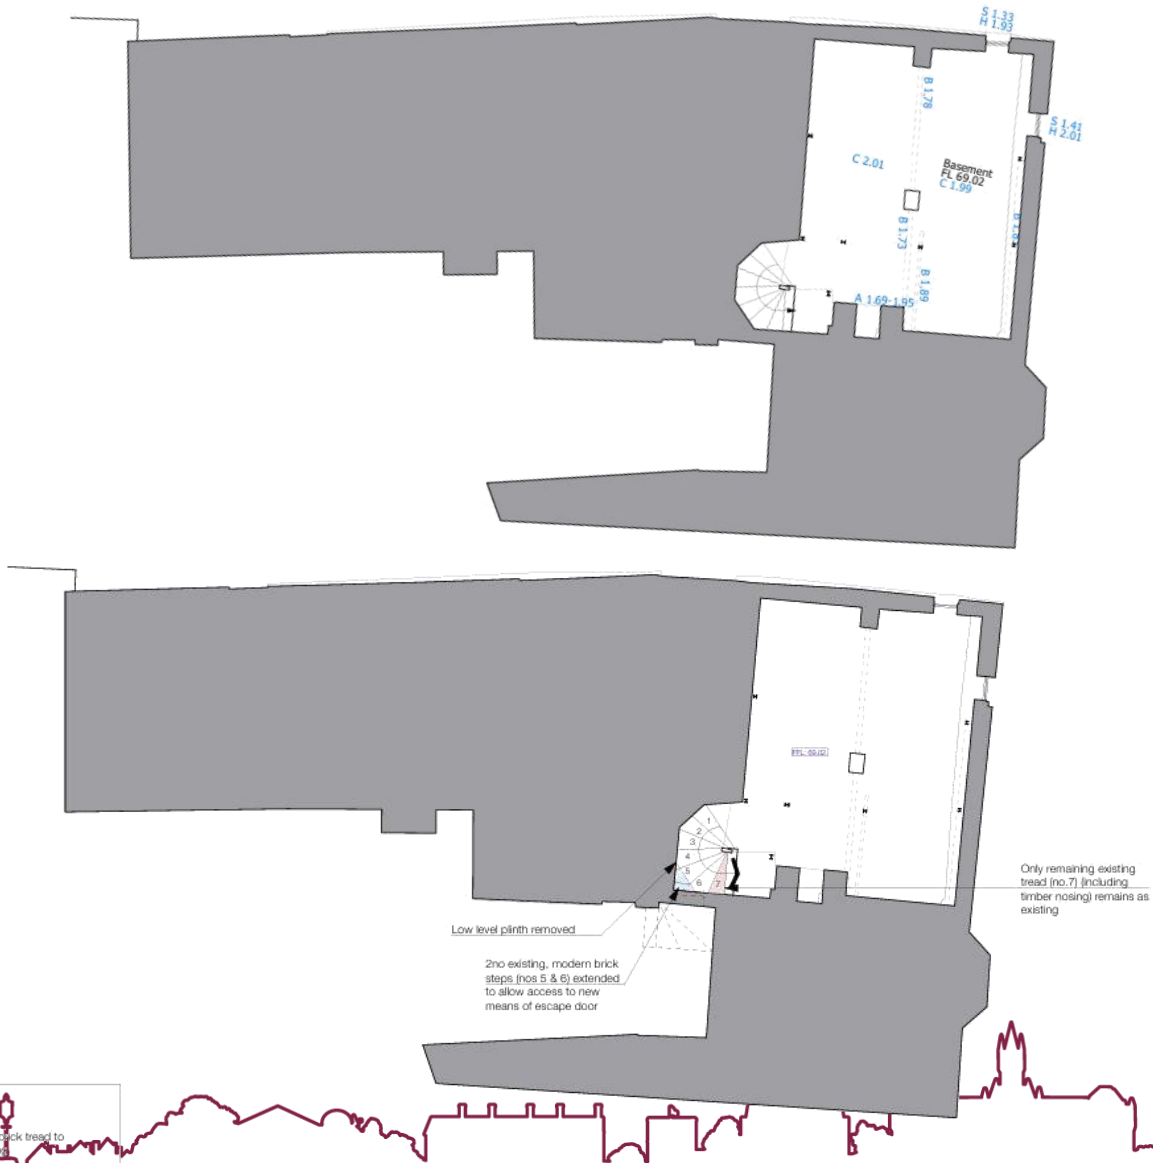 S 1.33
H 1.93
B 1.78
S 1.41
H 2.01
C 2.01
Basement
FL 69.02
C 1.99
B 1.73
B 1.89
A 1.69-1.95
FFL: 69.02
1
2
3
4
5
6
7
Only remaining existing
tread (no.7) (including
timber nosing) remains as
existing
Low level plinth removed
2no existing, modern brick
steps (nos 5 & 6) extended
to allow access to new
means of escape door
tread to